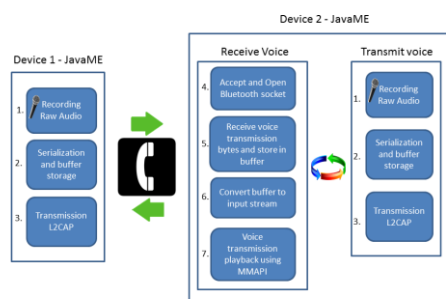 Device 2 - JavaME
Device 1 - JavaME
Receive Voice
Transmit voice
1.
Recording
Raw Audio
2.
Serialization
and buffer
storage
3.
Transmission
L2CAP
4.
Accept and Open
Bluetooth socket
5.
Receive voice
transmission
bytes and store in
buffer
6.
Convert buffer to
input stream
7.
Voice
transmission
playback using
MMAPI
1.
Recording
Raw Audio
2.
Serialization
and buffer
storage
3.
Transmission
L2CAP